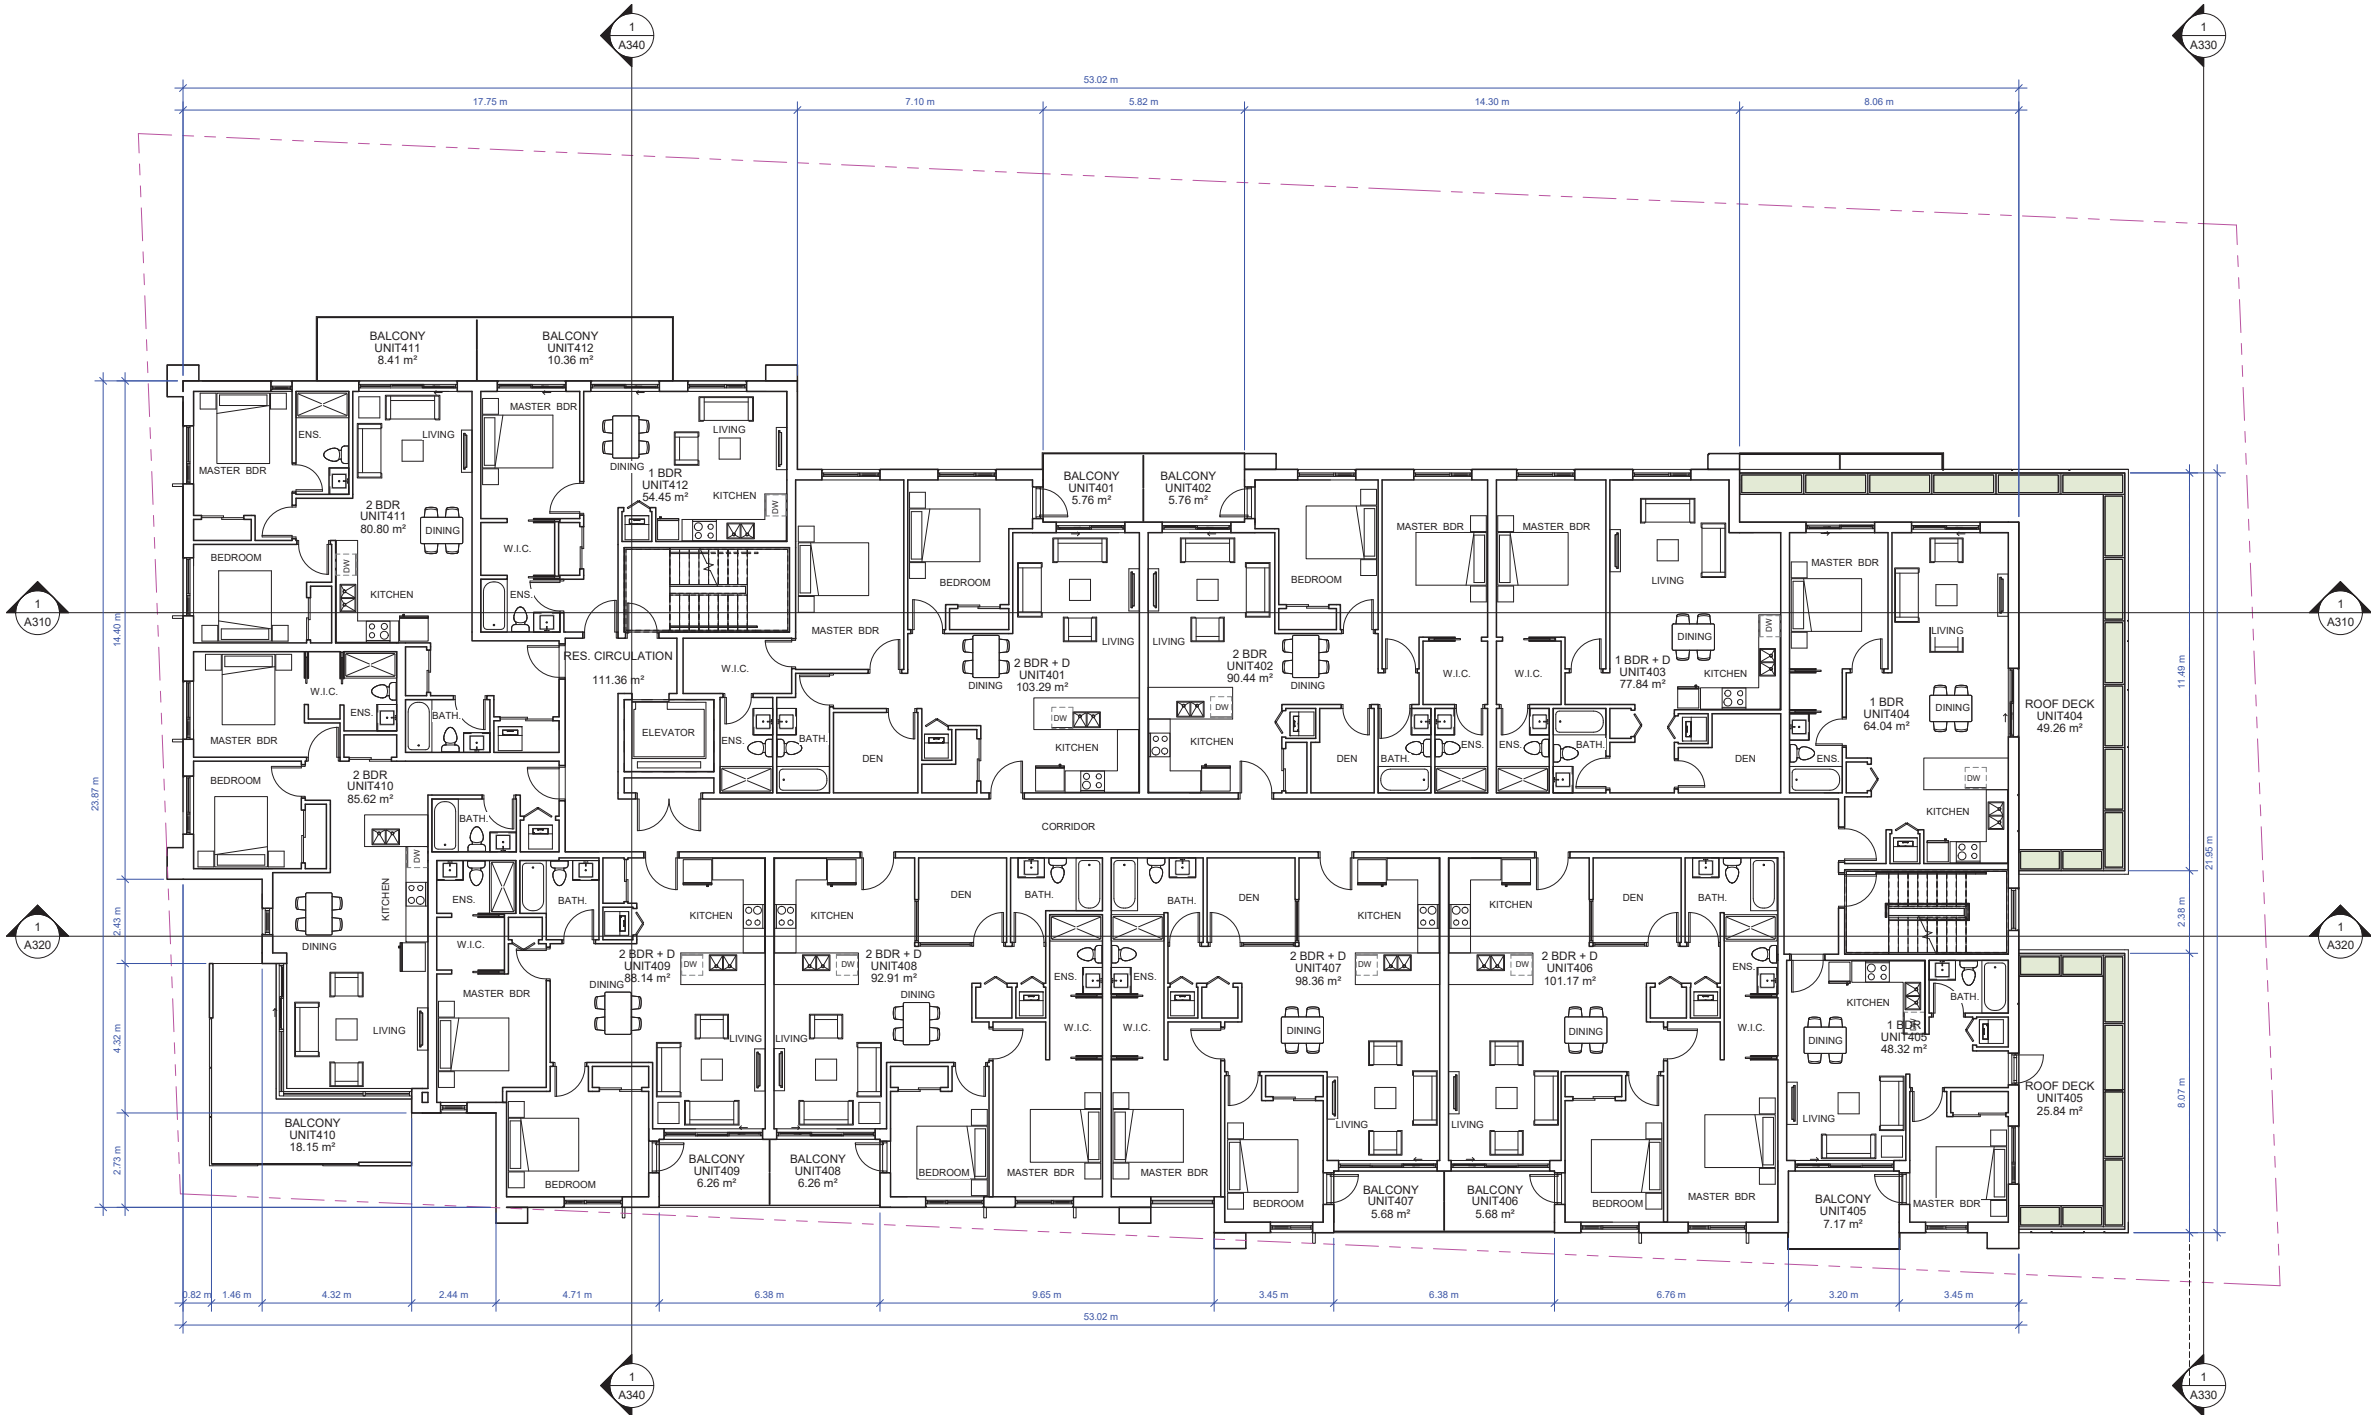 1
A340
1
A330
53.02 m
17.75 m
7.10 m
5.82 m
14.30 m
8.06 m
BALCONY
UNIT411
8.41 m²
BALCONY
UNIT412
10.36 m²
MASTER BDR
ENS.
LIVING
2 BDR
UNIT411
80.80 m²
DINING
BEDROOM
DW
KITCHEN
BATH.
MASTER BDR
DINING
LIVING
1 BDR
UNIT412
54.45 m²
KITCHEN
DW
W.I.C.
ENS.
BALCONY
UNIT401
5.76 m²
BALCONY
UNIT402
5.76 m²
BEDROOM
MASTER BDR
LIVING
2 BDR + D
UNIT401
103.29 m²
DINING
W.I.C.
ENS.
BATH.
DEN
DW
KITCHEN
BEDROOM
MASTER BDR
LIVING
2 BDR
UNIT402
90.44 m²
DINING
W.I.C.
DW
KITCHEN
DEN
BATH.
ENS.
MASTER BDR
LIVING
DINING
DW
1 BDR + D
UNIT403
77.84 m²
KITCHEN
W.I.C.
ENS.
BATH.
DEN
MASTER BDR
LIVING
1 BDR
UNIT404
64.04 m²
DINING
ENS.
DW
KITCHEN
ROOF DECK
UNIT404
49.26 m²
1
A310
1
A310
14.40 m
23.87 m
11.49 m
21.95 m
RES. CIRCULATION
111.36 m²
ELEVATOR
CORRIDOR
W.I.C.
ENS.
MASTER BDR
BEDROOM
2 BDR
UNIT410
85.62 m²
BATH.
DW
KITCHEN
DINING
LIVING
BALCONY
UNIT410
18.15 m²
1
A320
1
A320
2.43 m
4.32 m
2.73 m
2.38 m
8.07 m
ENS.
BATH.
W.I.C.
MASTER BDR
KITCHEN
2 BDR + D
UNIT409
88.14 m²
DW
DINING
LIVING
BEDROOM
BALCONY
UNIT409
6.26 m²
KITCHEN
DEN
BATH.
2 BDR + D
UNIT408
92.91 m²
DW
DINING
ENS.
W.I.C.
LIVING
BEDROOM
MASTER BDR
BALCONY
UNIT408
6.26 m²
BATH.
DEN
KITCHEN
ENS.
W.I.C.
2 BDR + D
UNIT407
98.36 m²
DW
DINING
LIVING
MASTER BDR
BEDROOM
BALCONY
UNIT407
5.68 m²
KITCHEN
DEN
BATH.
2 BDR + D
UNIT406
101.17 m²
DW
ENS.
DINING
W.I.C.
LIVING
BEDROOM
MASTER BDR
BALCONY
UNIT406
5.68 m²
KITCHEN
BATH.
1 BDR
UNIT405
48.32 m²
DINING
LIVING
MASTER BDR
BALCONY
UNIT405
7.17 m²
ROOF DECK
UNIT405
25.84 m²
0.82 m
1.46 m
4.32 m
2.44 m
4.71 m
6.38 m
9.65 m
3.45 m
6.38 m
6.76 m
3.20 m
3.45 m
53.02 m
1
A340
1
A330